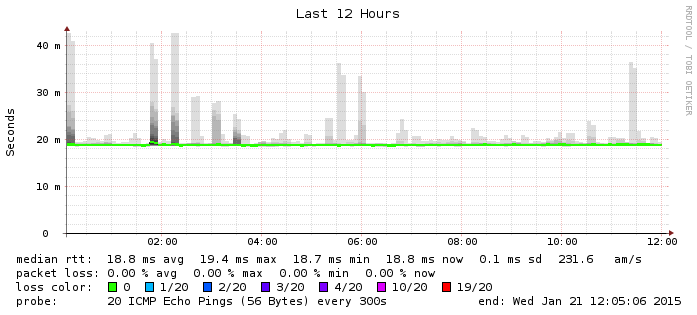 Last 12 Hours
RRDTOOL / TOBI OETIKER
Seconds
40 m
30 m
20 m
10 m
0
02:00 04:00 06:00 08:00 10:00 12:00
median rtt: 18.8 ms avg 19.4 ms max 18.7 ms min 18.8 ms now 0.1 ms sd 231.6 am/s
packet loss: 0.00 % avg 0.00 % max 0.00 % min 0.00 % now
loss color: 0 1/20 2/20 3/20 4/20 10/20 19/20
probe: 20 ICMP Echo Pings (56 Bytes) every 300s end: Wed Jan 21 12:05:06 2015